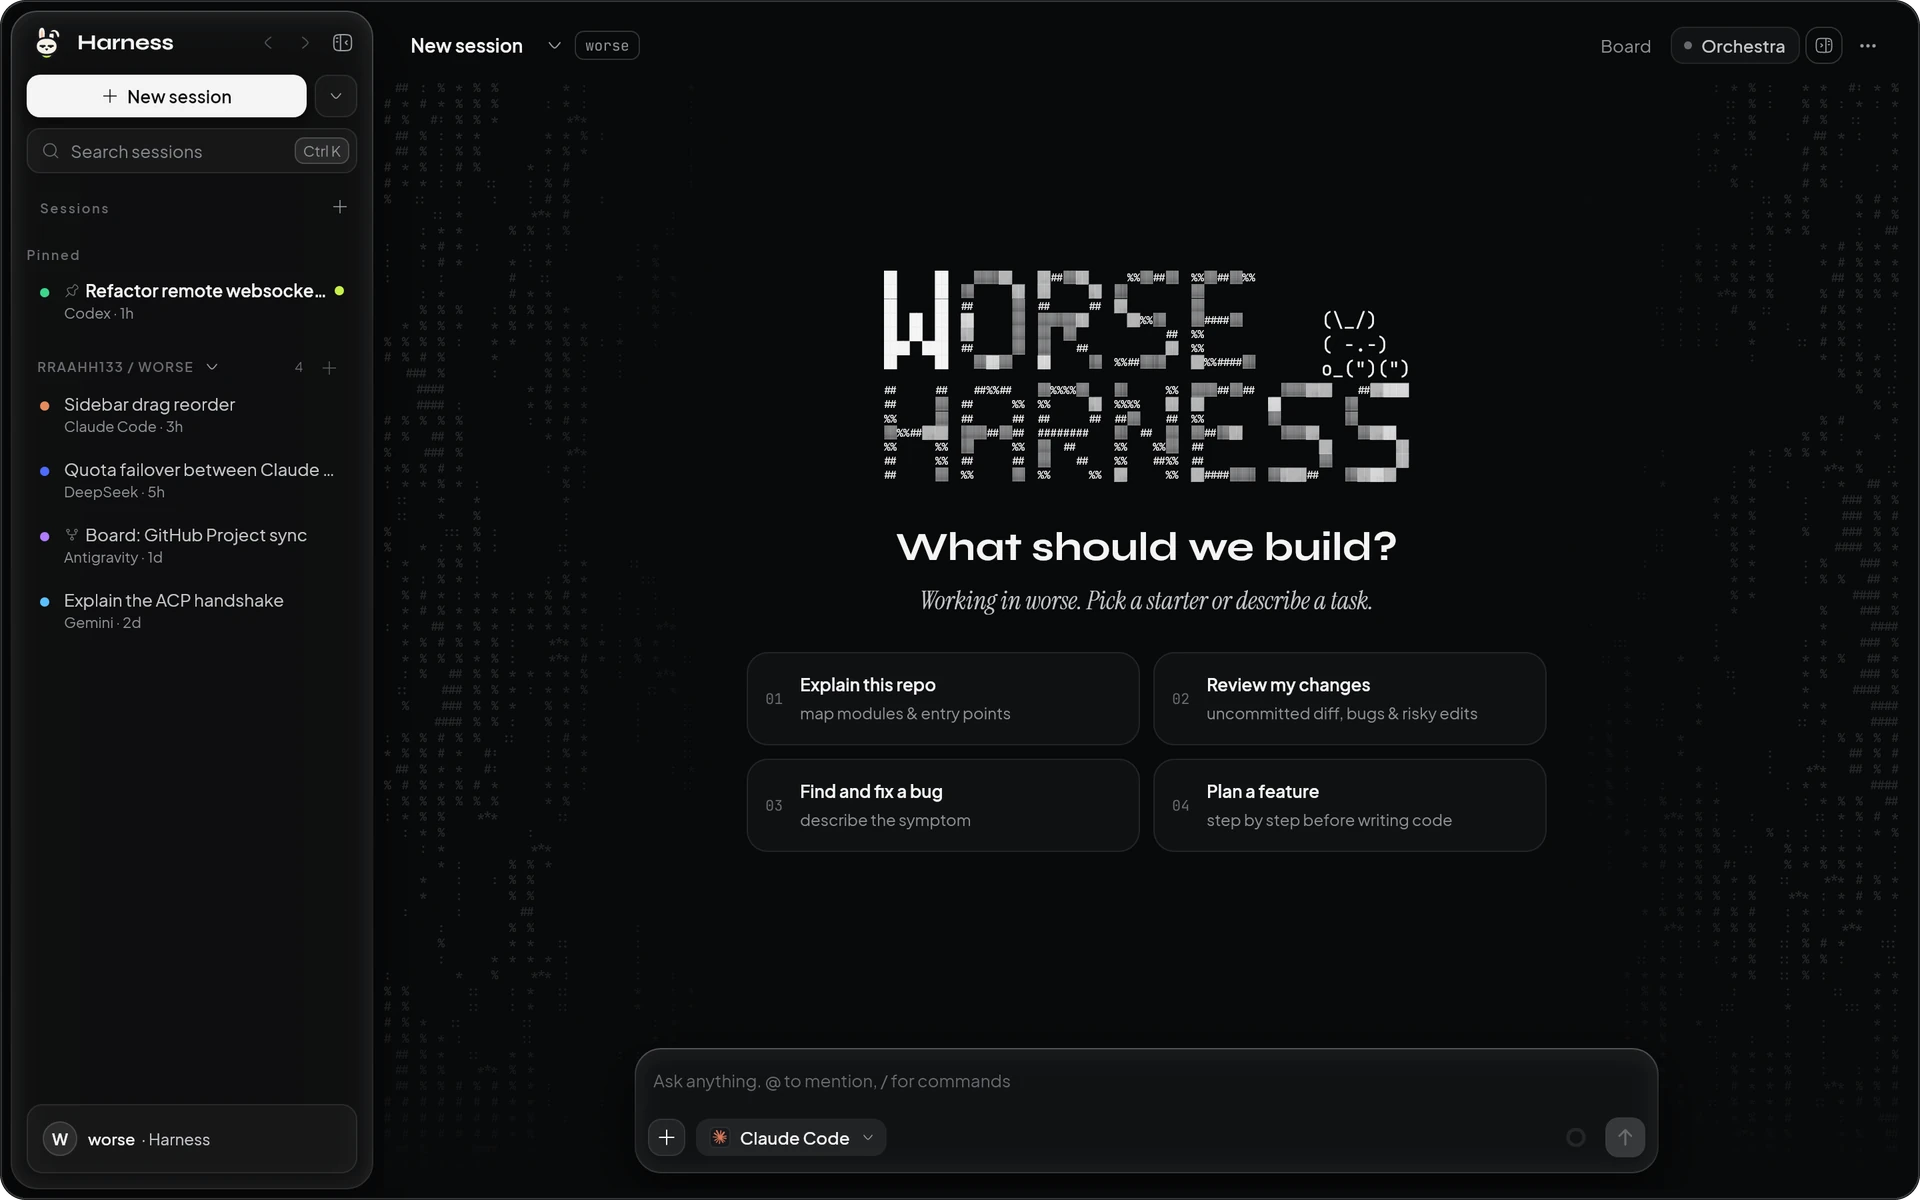 Harness
New session
Search sessions
Ctrl K
Sessions
Pinned
Refactor remote websocke...
Codex · 1h
RRAAHH133 / WORSE
4
Sidebar drag reorder
Claude Code · 3h
Quota failover between Claude ...
DeepSeek · 5h
Board: GitHub Project sync
Antigravity · 1d
Explain the ACP handshake
Gemini · 2d
W worse · Harness
New session
worse
Board
Orchestra
WORSE
HARNESS
(\_/)
( -.-)
o_(")(")
What should we build?
Working in worse. Pick a starter or describe a task.
01
Explain this repo
map modules & entry points
02
Review my changes
uncommitted diff, bugs & risky edits
03
Find and fix a bug
describe the symptom
04
Plan a feature
step by step before writing code
Ask anything. @ to mention, / for commands
Claude Code